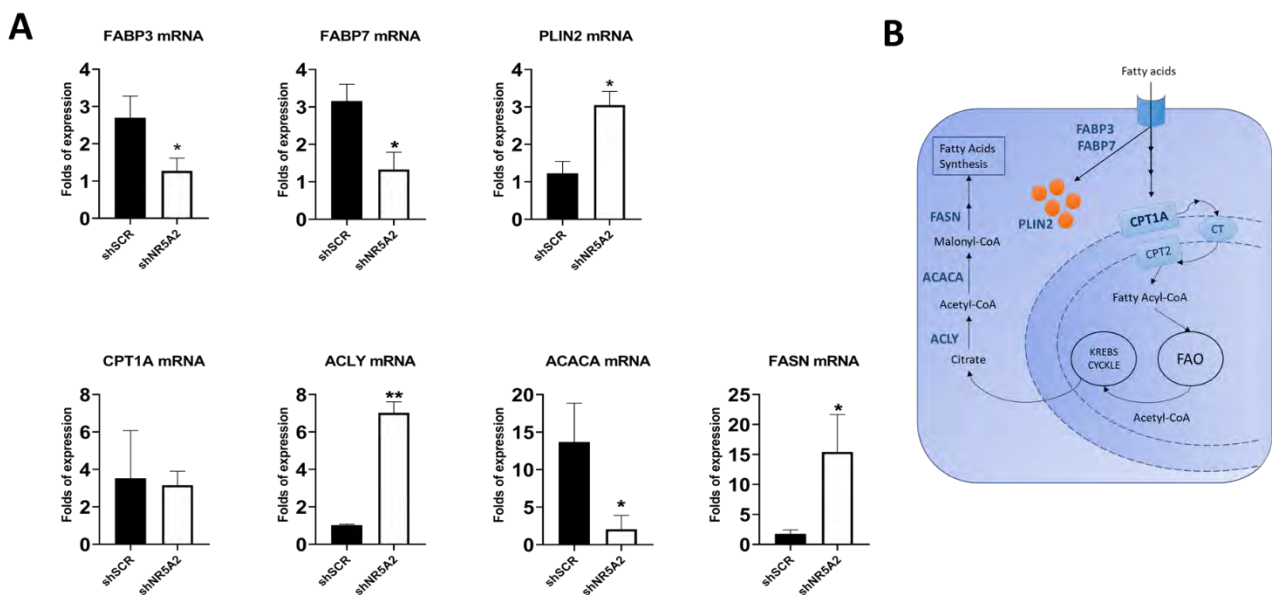 A
FABP3 mRNA
Folds of expression
4
3
2
1
0
*
shSCR
shNR5A2
FABP7 mRNA
Folds of expression
4
3
2
1
0
*
shSCR
shNR5A2
PLIN2 mRNA
Folds of expression
4
3
2
1
0
*
shSCR
shNR5A2
CPT1A mRNA
Folds of expression
8
6
4
2
0
shSCR
shNR5A2
ACLY mRNA
Folds of expression
8
6
4
2
0
**
shSCR
shNR5A2
ACACA mRNA
Folds of expression
20
15
10
5
0
*
shSCR
shNR5A2
FASN mRNA
Folds of expression
25
20
15
10
5
0
*
shSCR
shNR5A2
B
Fatty acids
FABP3
FABP7
Fatty Acids
Synthesis
PLIN2
FASN
CPT1A
CT
Malonyl-CoA
CPT2
ACACA
Fatty Acyl-CoA
Acetyl-CoA
ACLY
Citrate
KREBS
CYCKLE
FAO
Acetyl-CoA